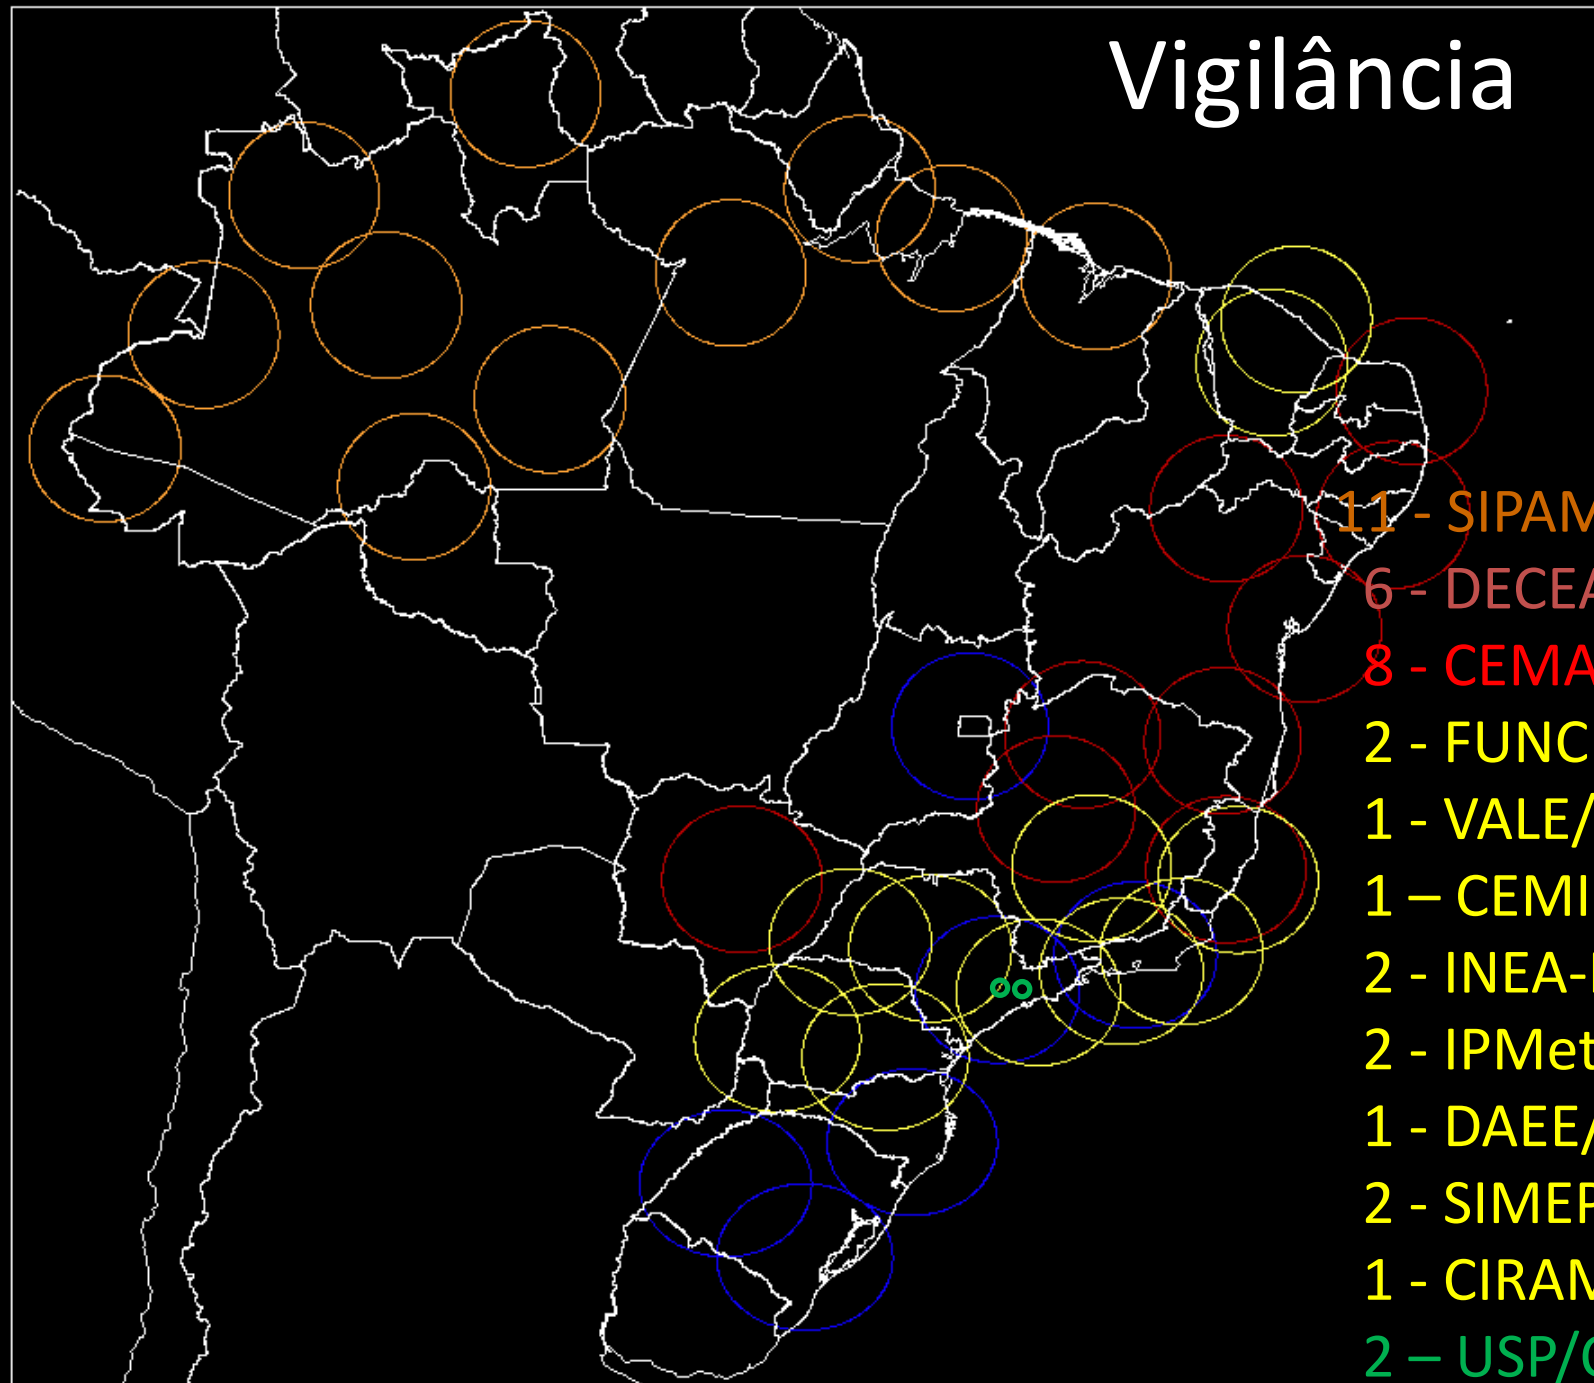 Vigilância
11 - SIPAM
6 - DECEA
8 - CEMA
2 - FUNC
1 - VALE/
1 – CEMI
2 - INEA-
2 - IPMet
1 - DAEE/
2 - SIMEP
1 - CIRAM
2 – USP/